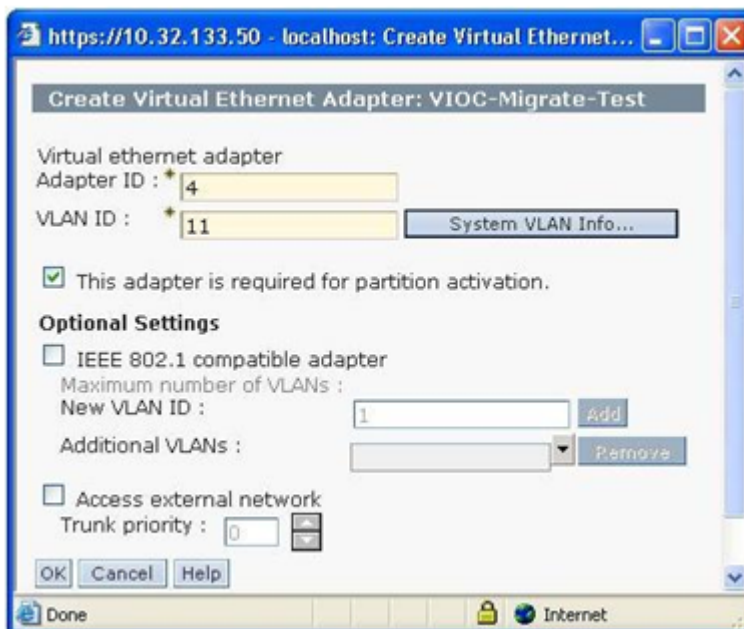 https://10.32.133.50 - localhost: Create Virtual Ethernet...
Create Virtual Ethernet Adapter: VIOC-Migrate-Test
Virtual ethernet adapter
Adapter ID : * 4
VLAN ID : * 11 System VLAN Info...
This adapter is required for partition activation.
Optional Settings
IEEE 802.1 compatible adapter
Maximum number of VLANs :
New VLAN ID : 1 Add
Additional VLANs : Remove
Access external network
Trunk priority : 0
OK Cancel Help
Done Internet